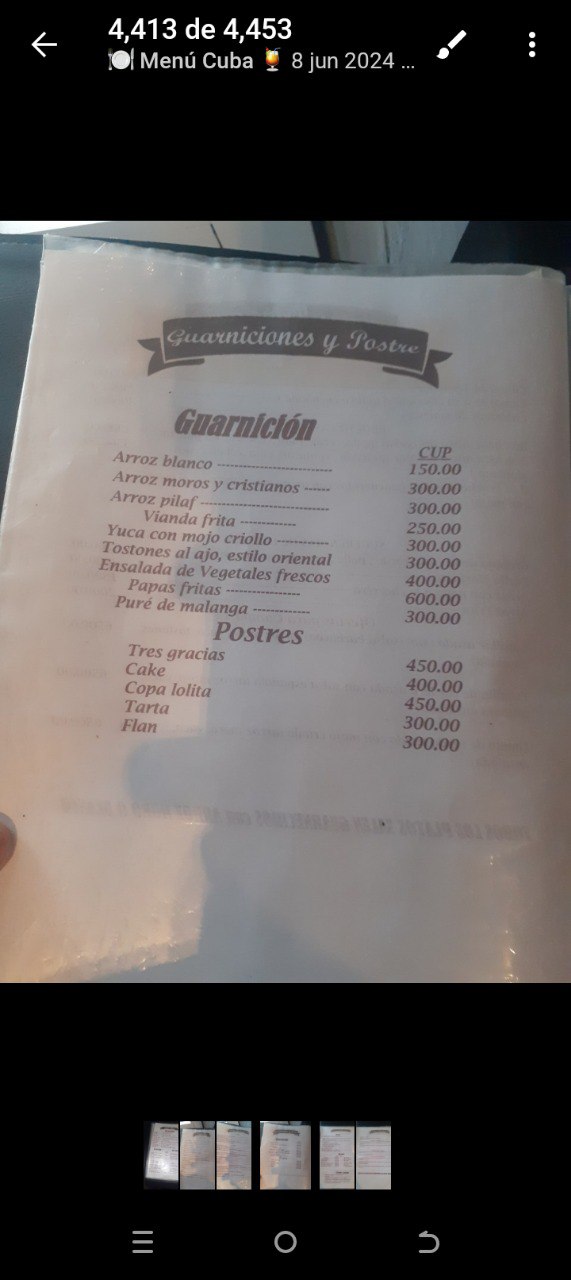 4,413 de 4,453
🍽 Menú Cuba 🍹 8 jun 2024 ...
Guarniciones y Postre
Guarnición
CUP
Arroz blanco --------------------------- 150.00
Arroz moros y cristianos ------ 300.00
Arroz pilaf ------------------------------ 300.00
Vianda frita ------------- 250.00
Yuca con mojo criollo ------------ 300.00
Tostones al ajo, estilo oriental 300.00
Ensalada de Vegetales frescos 400.00
Papas fritas ----------------- 600.00
Puré de malanga ------------- 300.00
Postres
Tres gracias 450.00
Cake 400.00
Copa lolita 450.00
Tarta 300.00
Flan 300.00